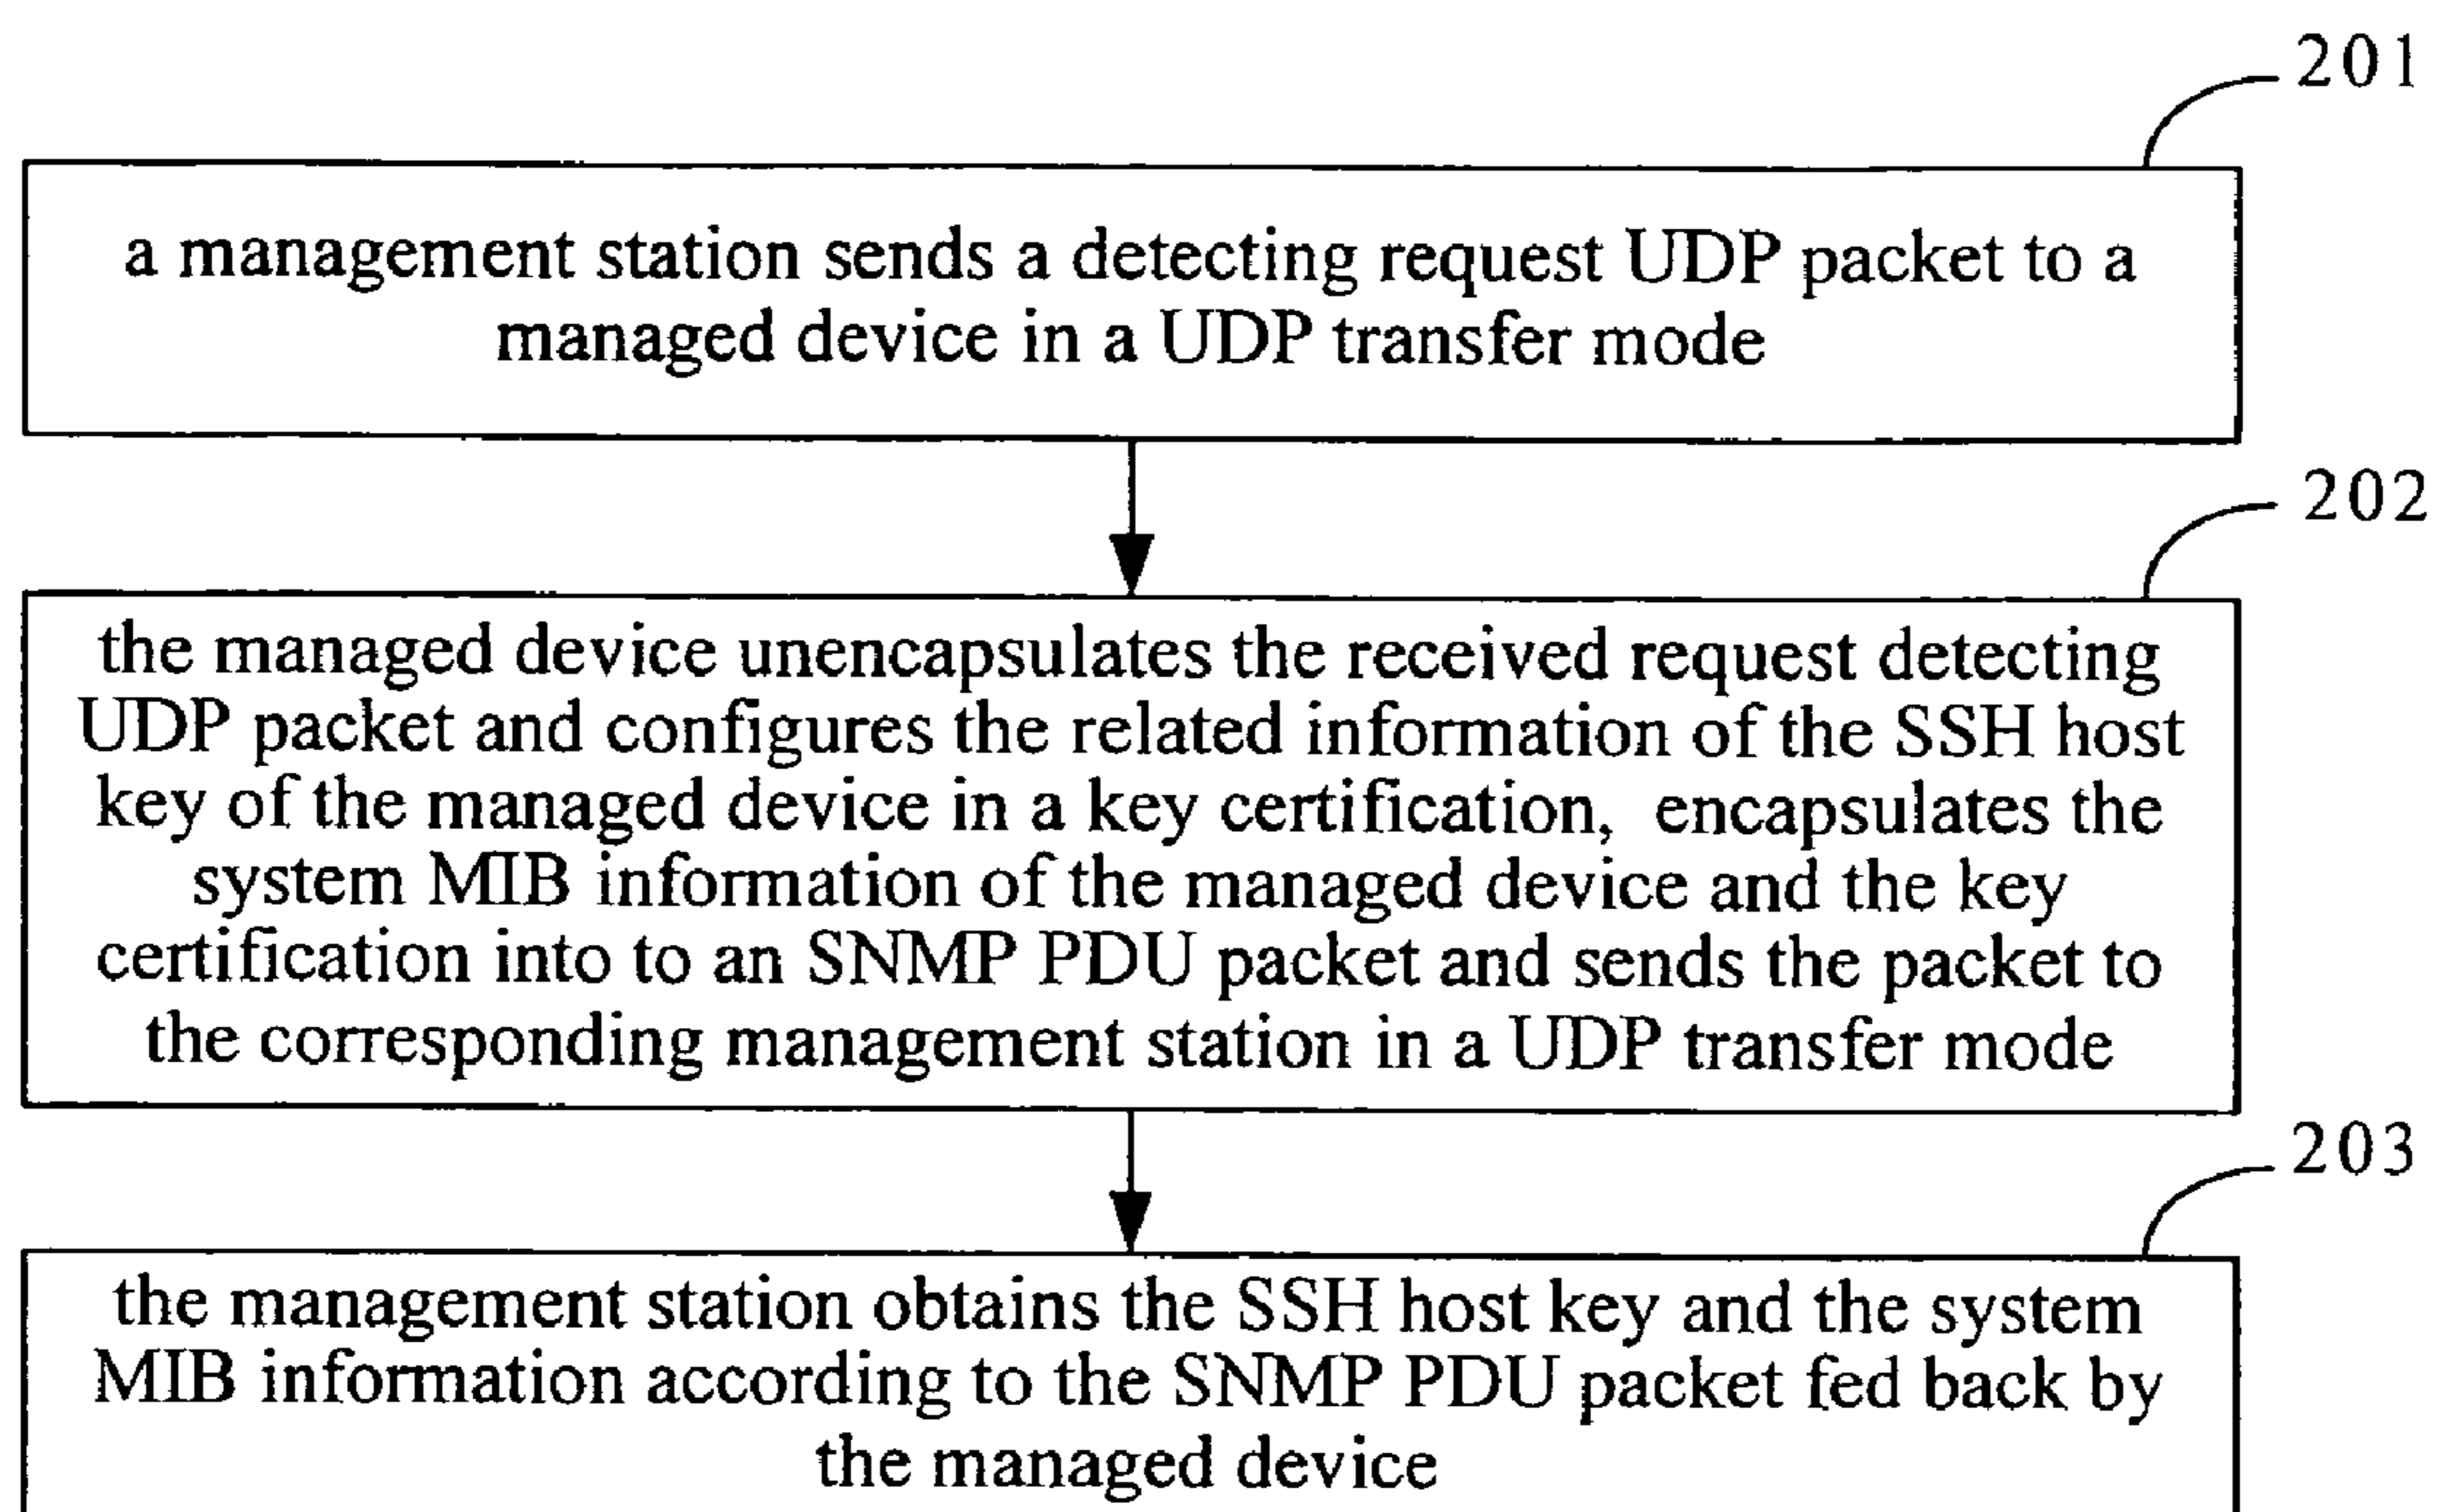 201
a management station sends a detecting request UDP packet to a
managed device in a UDP transfer mode
202
the managed device unencapsulates the received request detecting
UDP packet and configures the related information of the SSH host
key of the managed device in a key certification, encapsulates the
system MIB information of the managed device and the key
certification into to an SNMP PDU packet and sends the packet to
the corresponding management station in a UDP transfer mode
203
the management station obtains the SSH host key and the system
MIB information according to the SNMP PDU packet fed back by
the managed device